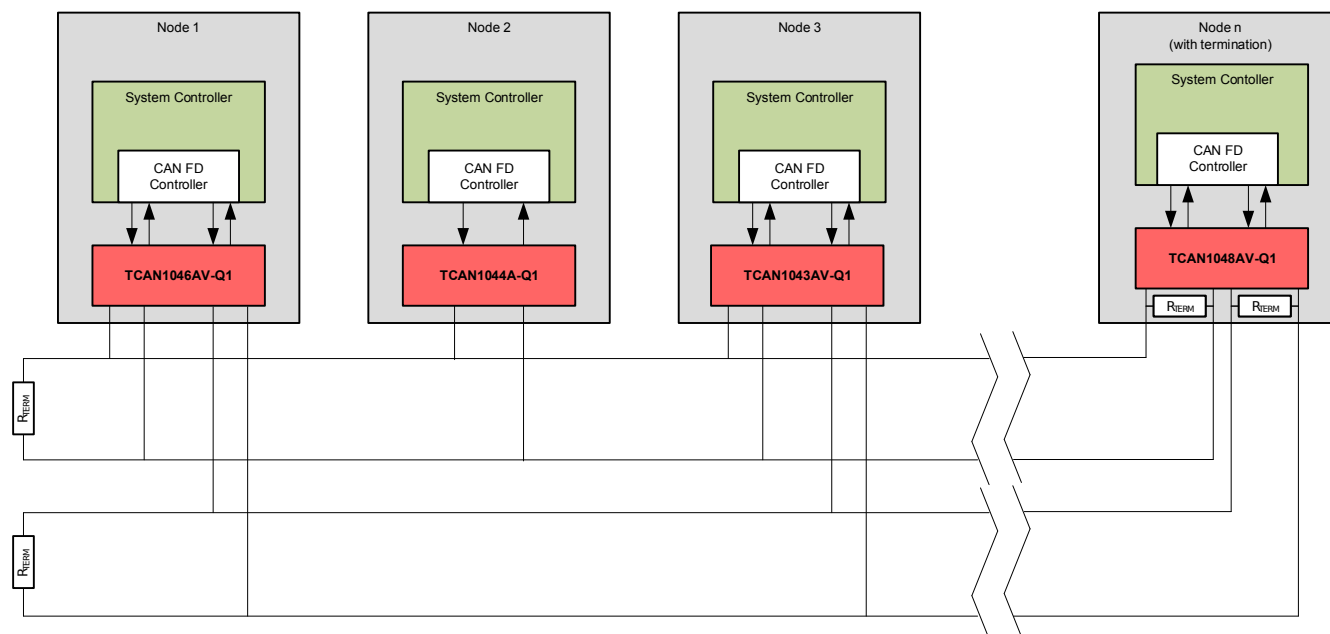 Node 1
System Controller
CAN FD
Controller
TCAN1046AV-Q1
Node 2
System Controller
CAN FD
Controller
TCAN1044A-Q1
Node 3
System Controller
CAN FD
Controller
TCAN1043AV-Q1
Node n
(with termination)
System Contoller
CAN FD
Controller
TCAN1048AV-Q1
RTERM
RTERM
RTERM
RTERM